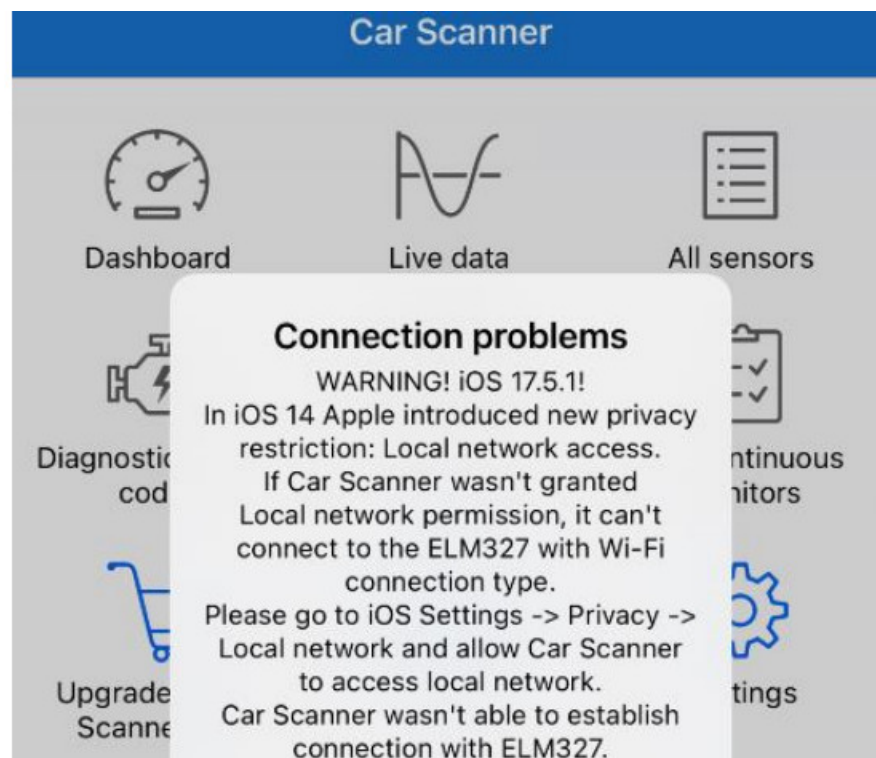 Car Scanner
Dashboard
Live data
All sensors
Connection problems
WARNING! iOS 17.5.1!
In iOS 14 Apple introduced new privacy
restriction: Local network access.
If Car Scanner wasn't granted
Local network permission, it can't
connect to the ELM327 with Wi-Fi
connection type.
Please go to iOS Settings -> Privacy ->
Local network and allow Car Scanner
to access local network.
Car Scanner wasn't able to establish
connection with ELM327.
Upgrade